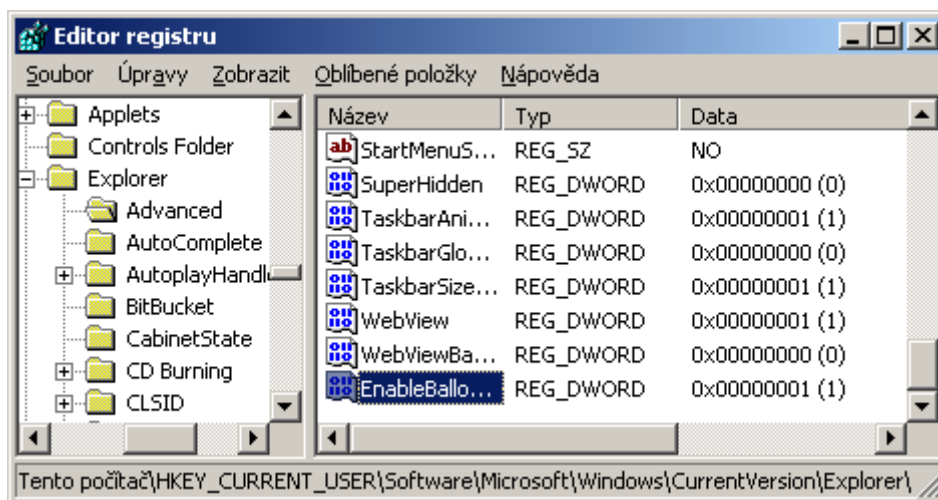 Editor registru
Soubor Úpravy Zobrazit Oblíbené položky Nápověda
Applets
Controls Folder
Explorer
Advanced
AutoComplete
AutoplayHandl
BitBucket
CabinetState
CD Burning
CLSID
Název Typ Data
StartMenuS... REG_SZ NO
SuperHidden REG_DWORD 0x00000000 (0)
TaskbarAni... REG_DWORD 0x00000001 (1)
TaskbarGlo... REG_DWORD 0x00000000 (0)
TaskbarSize... REG_DWORD 0x00000001 (1)
WebView REG_DWORD 0x00000001 (1)
WebViewBa... REG_DWORD 0x00000000 (0)
EnableBallo... REG_DWORD 0x00000001 (1)
Tento počítač\HKEY_CURRENT_USER\Software\Microsoft\Windows\CurrentVersion\Explorer\